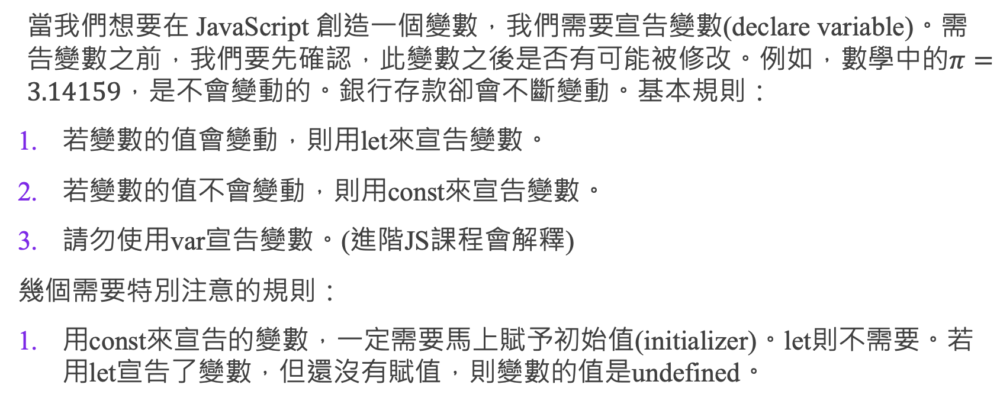 當我們想要在 JavaScript 創造一個變數，我們需要宣告變數(declare variable)。需
告變數之前，我們要先確認，此變數之後是否有可能被修改。例如，數學中的π =
3.14159，是不會變動的。銀行存款卻會不斷變動。基本規則：
1. 若變數的值會變動，則用let來宣告變數。
2. 若變數的值不會變動，則用const來宣告變數。
3. 請勿使用var宣告變數。(進階JS課程會解釋)
幾個需要特別注意的規則：
1. 用const來宣告的變數，一定需要馬上賦予初始值(initializer)。let則不需要。若
用let宣告了變數，但還沒有賦值，則變數的值是undefined。